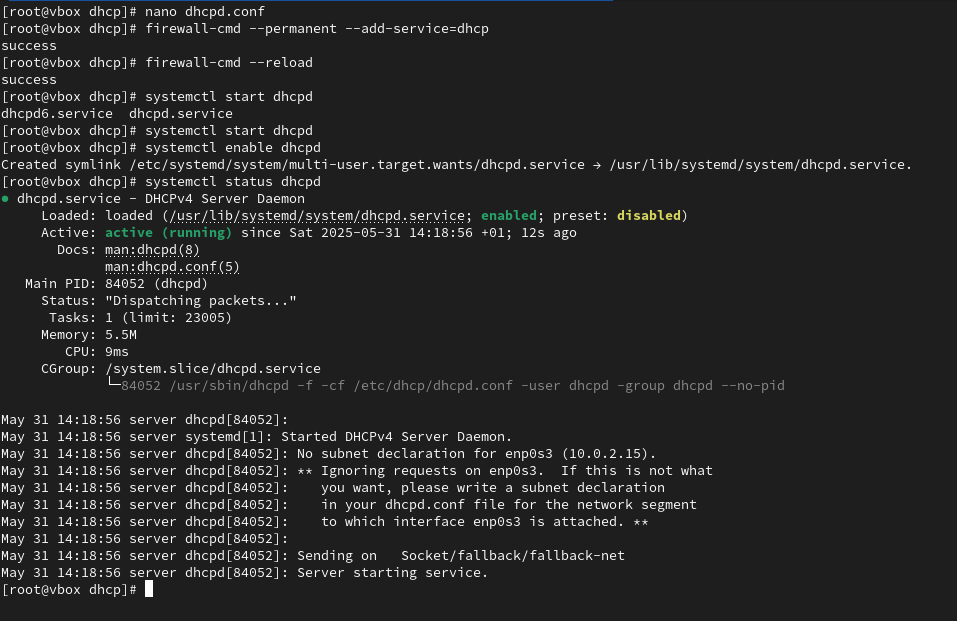 [root@vbox dhcp]# nano dhcpd.conf
[root@vbox dhcp]# firewall-cmd --permanent --add-service=dhcp
success
[root@vbox dhcp]# firewall-cmd --reload
success
[root@vbox dhcp]# systemctl start dhcpd
dhcpd6.service  dhcpd.service
[root@vbox dhcp]# systemctl start dhcpd
[root@vbox dhcp]# systemctl enable dhcpd
Created symlink /etc/systemd/system/multi-user.target.wants/dhcpd.service → /usr/lib/systemd/system/dhcpd.service.
[root@vbox dhcp]# systemctl status dhcpd
● dhcpd.service - DHCPv4 Server Daemon
     Loaded: loaded (/usr/lib/systemd/system/dhcpd.service; enabled; preset: disabled)
     Active: active (running) since Sat 2025-05-31 14:18:56 +01; 12s ago
       Docs: man:dhcpd(8)
             man:dhcpd.conf(5)
   Main PID: 84052 (dhcpd)
     Status: "Dispatching packets..."
      Tasks: 1 (limit: 23005)
     Memory: 5.5M
        CPU: 9ms
     CGroup: /system.slice/dhcpd.service
             └─84052 /usr/sbin/dhcpd -f -cf /etc/dhcp/dhcpd.conf -user dhcpd -group dhcpd --no-pid
May 31 14:18:56 server dhcpd[84052]:
May 31 14:18:56 server systemd[1]: Started DHCPv4 Server Daemon.
May 31 14:18:56 server dhcpd[84052]: No subnet declaration for enp0s3 (10.0.2.15).
May 31 14:18:56 server dhcpd[84052]: ** Ignoring requests on enp0s3.  If this is not what
May 31 14:18:56 server dhcpd[84052]:    you want, please write a subnet declaration
May 31 14:18:56 server dhcpd[84052]:    in your dhcpd.conf file for the network segment
May 31 14:18:56 server dhcpd[84052]:    to which interface enp0s3 is attached. **
May 31 14:18:56 server dhcpd[84052]:
May 31 14:18:56 server dhcpd[84052]: Sending on   Socket/fallback/fallback-net
May 31 14:18:56 server dhcpd[84052]: Server starting service.
[root@vbox dhcp]#